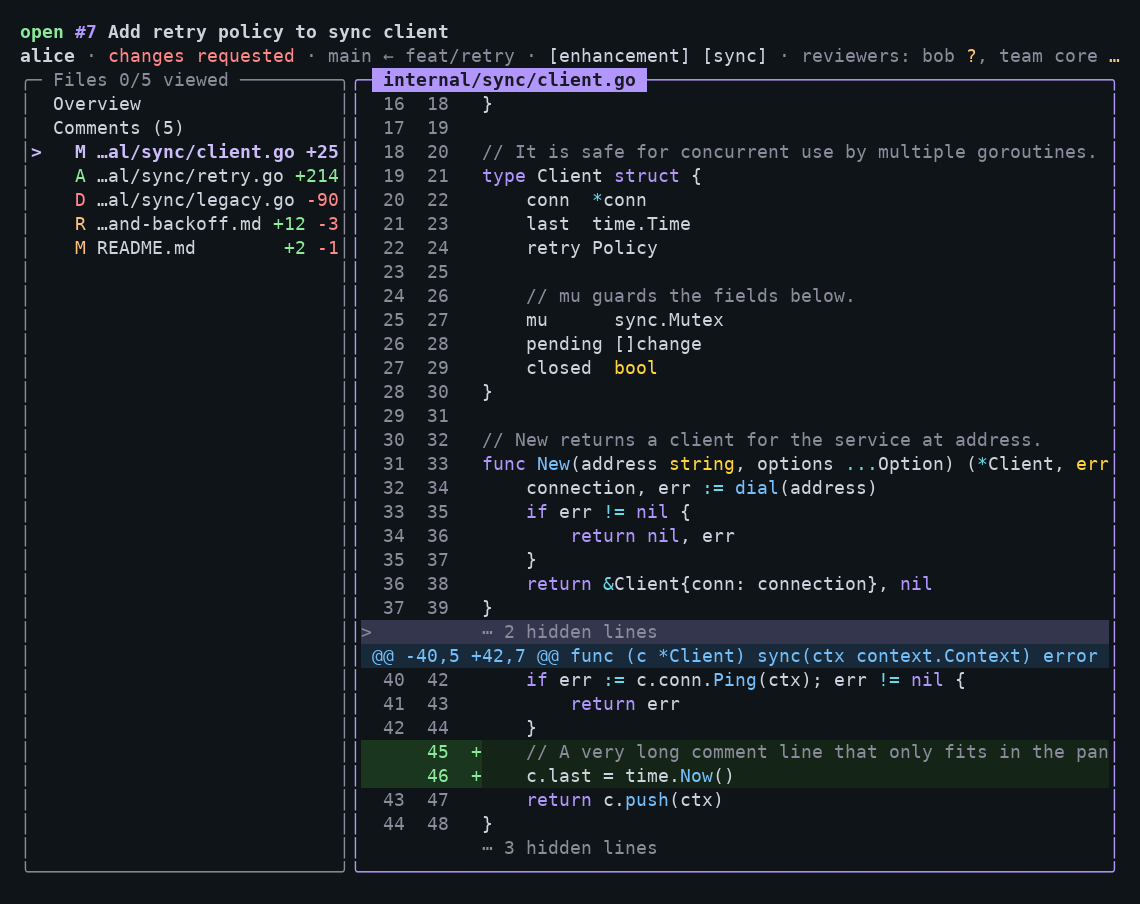 open #7 Add retry policy to sync client
alice · changes requested · main ← feat/retry · [enhancement] [sync] · reviewers: bob ?, team core …
Files 0/5 viewed
Overview
Comments (5)
> M …al/sync/client.go +25
A …al/sync/retry.go +214
D …al/sync/legacy.go -90
R …and-backoff.md +12 -3
M README.md +2 -1
internal/sync/client.go
16 18 }
17 19
18 20 // It is safe for concurrent use by multiple goroutines.
19 21 type Client struct {
20 22     conn  *conn
21 23     last  time.Time
22 24     retry Policy
23 25
24 26     // mu guards the fields below.
25 27     mu      sync.Mutex
26 28     pending []change
27 29     closed  bool
28 30 }
29 31
30 32 // New returns a client for the service at address.
31 33 func New(address string, options ...Option) (*Client, err
32 34     connection, err := dial(address)
33 35     if err != nil {
34 36         return nil, err
35 37     }
36 38     return &Client{conn: connection}, nil
37 39 }
> ⋯ 2 hidden lines
@@ -40,5 +42,7 @@ func (c *Client) sync(ctx context.Context) error
40 42     if err := c.conn.Ping(ctx); err != nil {
41 43         return err
42 44     }
45 +     // A very long comment line that only fits in the pan
46 +     c.last = time.Now()
43 47     return c.push(ctx)
44 48 }
⋯ 3 hidden lines